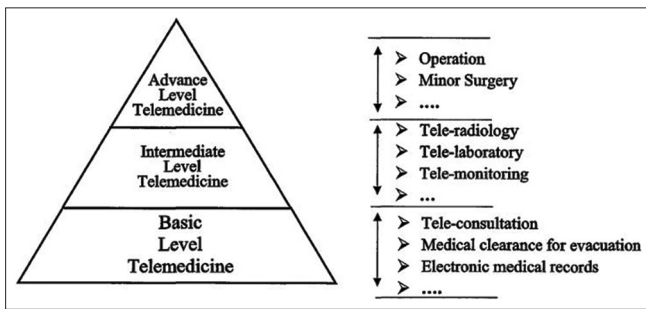 Advance
Level
Telemedicine
Intermediate
Level
Telemedicine
Basic
Level
Telemedicine
➢ Operation
➢ Minor Surgery
➢ ....
➢ Tele-radiology
➢ Tele-laboratory
➢ Tele-monitoring
➢ ...
➢ Tele-consultation
➢ Medical clearance for evacuation
➢ Electronic medical records
➢ ....